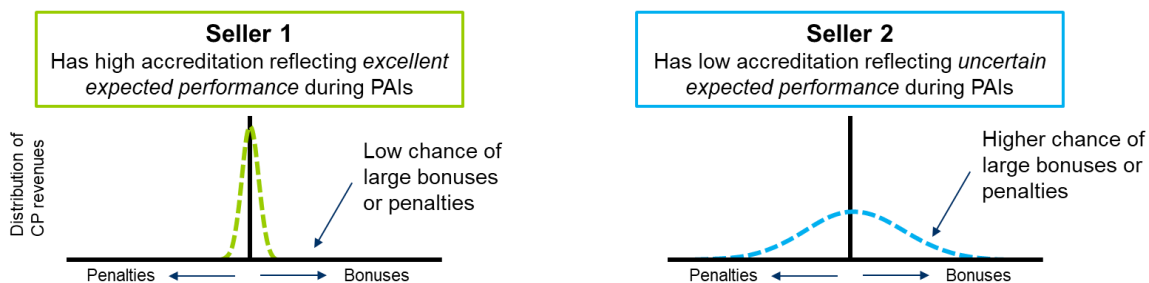 Seller 1
Has high accreditation reflecting excellent
expected performance during PAIs
Distribution of
CP revenues
Low chance of
large bonuses
or penalties
Penalties
Bonuses
Seller 2
Has low accreditation reflecting uncertain
expected performance during PAIs
Higher chance of
large bonuses or
penalties
Penalties
Bonuses